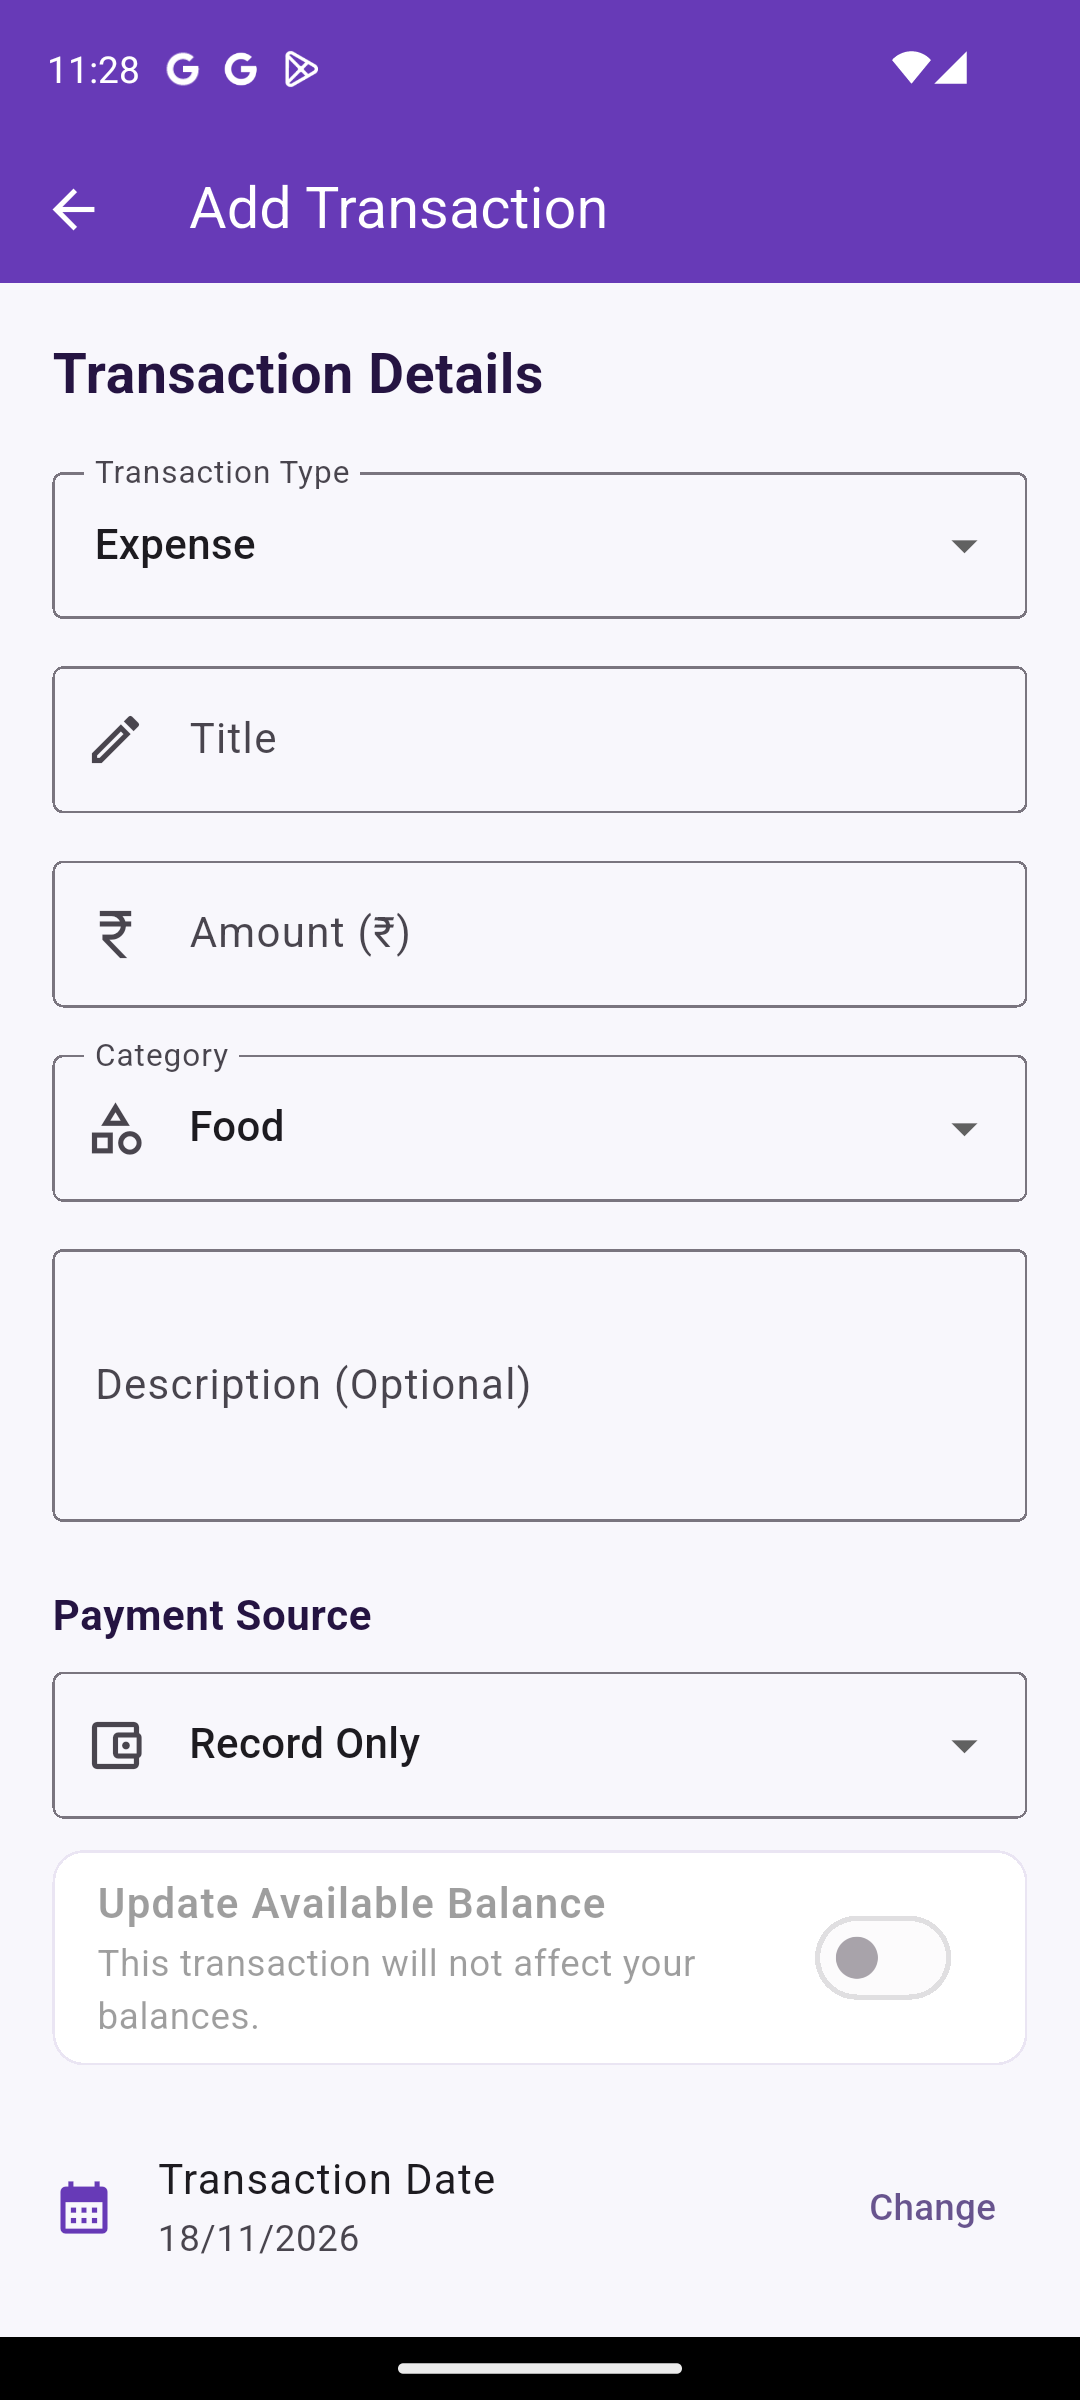 11:28
Add Transaction
Transaction Details
Transaction Type
Expense
Title
Amount (₹)
Category
Food
Description (Optional)
Payment Source
Record Only
Update Available Balance
This transaction will not affect your
balances.
Transaction Date
18/11/2026
Change